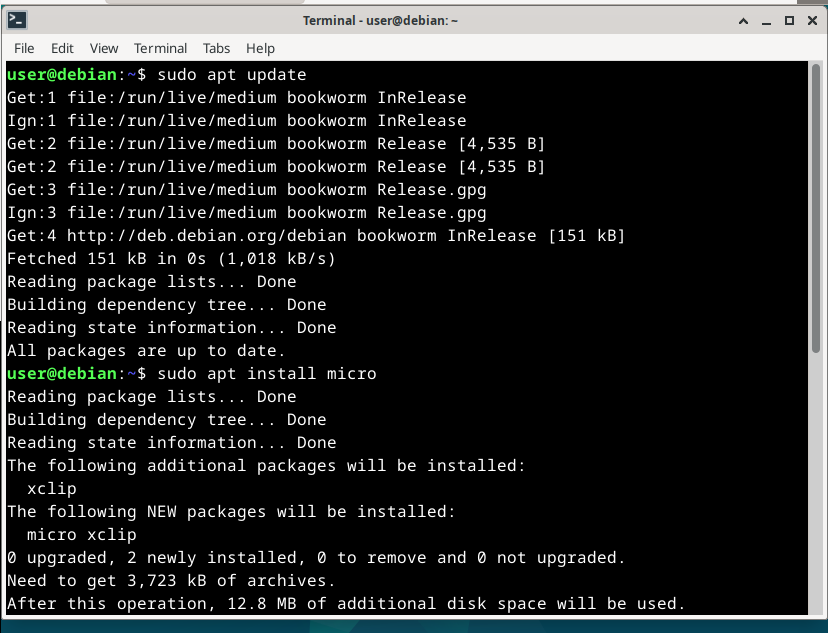 Terminal - user@debian: ~
File Edit View Terminal Tabs Help
user@debian:~$ sudo apt update
Get:1 file:/run/live/medium bookworm InRelease
Ign:1 file:/run/live/medium bookworm InRelease
Get:2 file:/run/live/medium bookworm Release [4,535 B]
Get:2 file:/run/live/medium bookworm Release [4,535 B]
Get:3 file:/run/live/medium bookworm Release.gpg
Ign:3 file:/run/live/medium bookworm Release.gpg
Get:4 http://deb.debian.org/debian bookworm InRelease [151 kB]
Fetched 151 kB in 0s (1,018 kB/s)
Reading package lists... Done
Building dependency tree... Done
Reading state information... Done
All packages are up to date.
user@debian:~$ sudo apt install micro
Reading package lists... Done
Building dependency tree... Done
Reading state information... Done
The following additional packages will be installed:
  xclip
The following NEW packages will be installed:
  micro xclip
0 upgraded, 2 newly installed, 0 to remove and 0 not upgraded.
Need to get 3,723 kB of archives.
After this operation, 12.8 MB of additional disk space will be used.